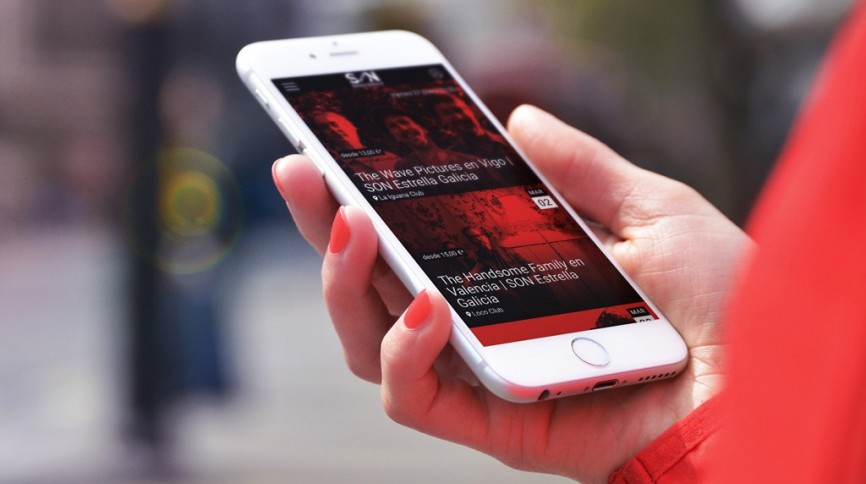 SON
desde 13,00 €*
The Wave Pictures en Vigo |
SON Estrella Galicia
La Iguana Club
MAR
02
desde 15,00 €*
The Handsome Family en
Valencia | SON Estrella
Galicia
Loco Club
MAR